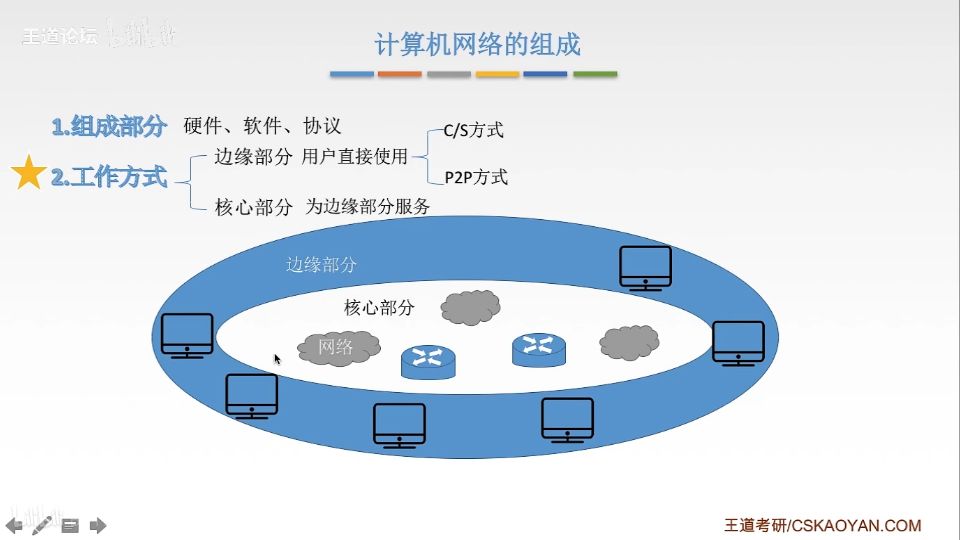 王道论坛 bilibili
计算机网络的组成
1.组成部分 硬件、软件、协议
2.工作方式
边缘部分 用户直接使用
C/S方式
P2P方式
核心部分 为边缘部分服务
边缘部分
核心部分
网络
bilibili
王道考研/CSKAOYAN.COM